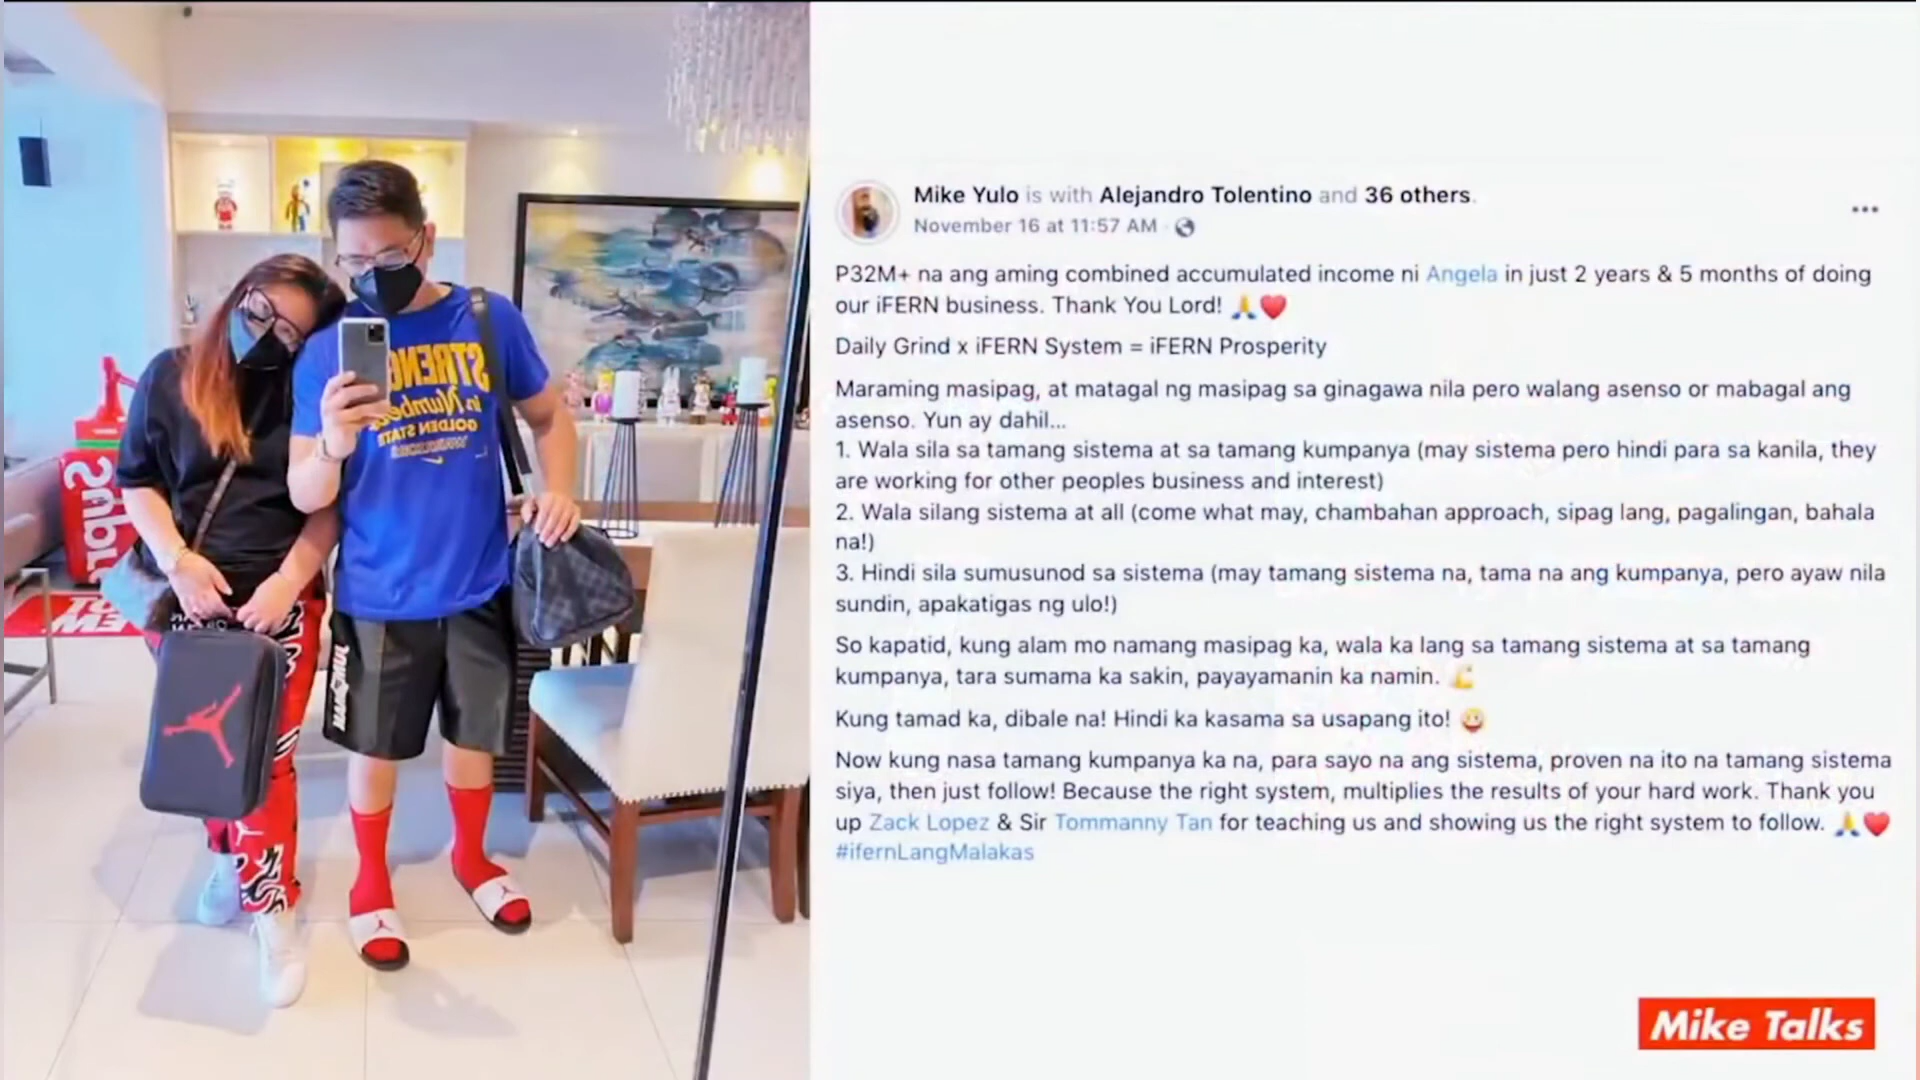 Mike Yulo is with Alejandro Tolentino and 36 others.
November 16 at 11:57 AM ·
P32M+ na ang aming combined accumulated income ni Angela in just 2 years & 5 months of doing
our iFERN business. Thank You Lord! 🙏❤️
Daily Grind x iFERN System = iFERN Prosperity
Maraming masipag, at matagal ng masipag sa ginagawa nila pero walang asenso or mabagal ang
asenso. Yun ay dahil...
1. Wala sila sa tamang sistema at sa tamang kumpanya (may sistema pero hindi para sa kanila, they
are working for other peoples business and interest)
2. Wala silang sistema at all (come what may, chambahan approach, sipag lang, pagalingan, bahala
na!)
3. Hindi sila sumusunod sa sistema (may tamang sistema na, tama na ang kumpanya, pero ayaw nila
sundin, apakatigas ng ulo!)
So kapatid, kung alam mo namang masipag ka, wala ka lang sa tamang sistema at sa tamang
kumpanya, tara sumama ka sakin, payayamanin ka namin. 💪
Kung tamad ka, dibale na! Hindi ka kasama sa usapang ito! 😀
Now kung nasa tamang kumpanya ka na, para sayo na ang sistema, proven na ito na tamang sistema
siya, then just follow! Because the right system, multiplies the results of your hard work. Thank you
up Zack Lopez & Sir Tommanny Tan for teaching us and showing us the right system to follow. 🙏❤️
#ifernLangMalakas
Mike Talks
STRENGTH
in Numbers
GOLDEN STATE
WARRIORS